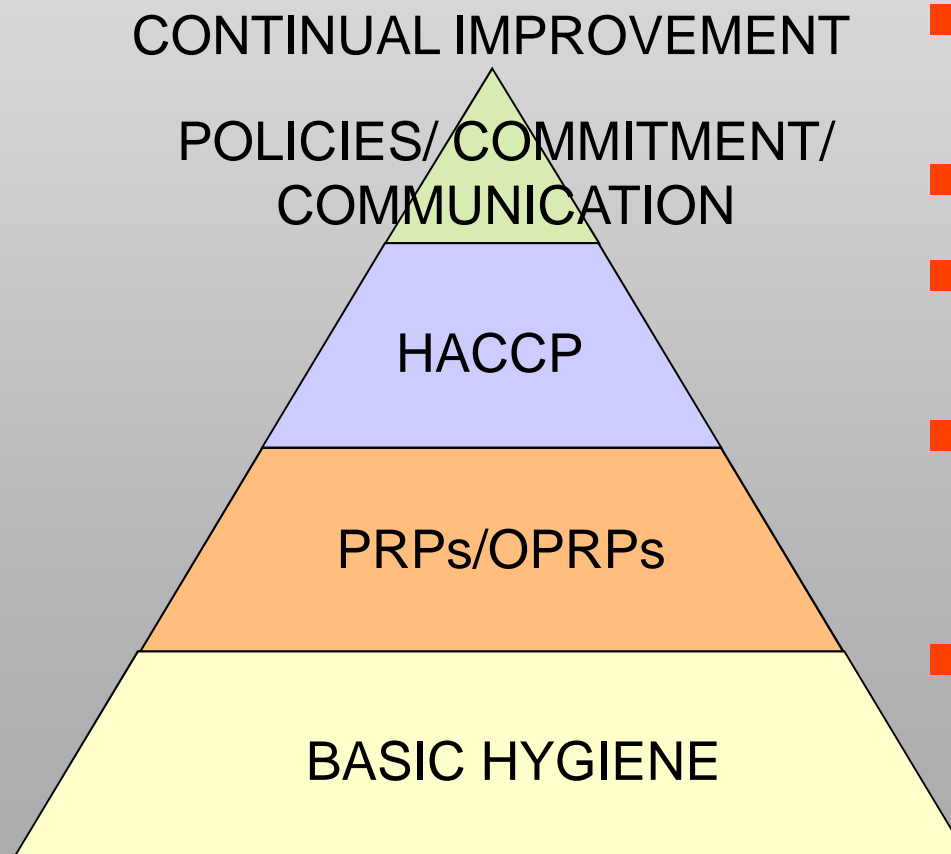 CONTINUAL IMPROVEMENT
POLICIES/ COMMITMENT/
COMMUNICATION
HACCP
PRPs/OPRPs
BASIC HYGIENE